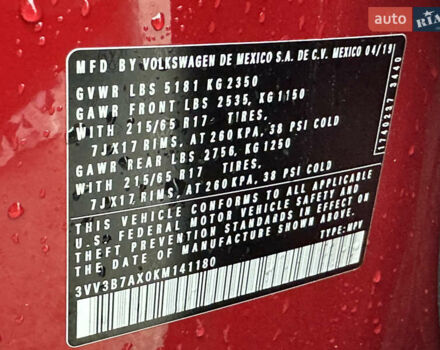 AUTO RIA
MFD BY VOLKSWAGEN DE MEXICO S.A. DE C.V. MEXICO 04/19
GVWR LBS 5181 KG 2350
GAWR FRONT LBS 2535, KG 1150
WITH 215/65 R17 TIRES,
7JX17 RIMS, AT 260 KPA, 38 PSI COLD
GAWR REAR LBS 2756, KG 1250
WITH 215/65 R17 TIRES,
7JX17 RIMS, AT 260 KPA, 38 PSI COLD
THIS VEHICLE CONFORMS TO ALL APPLICABLE
U.S. FEDERAL MOTOR VEHICLE SAFETY AND
THEFT PREVENTION STANDARDS IN EFFECT ON
THE DATE OF MANUFACTURE SHOWN ABOVE.
3VV3B7AX0KM141180 TYPE: MPV
1740237 3440